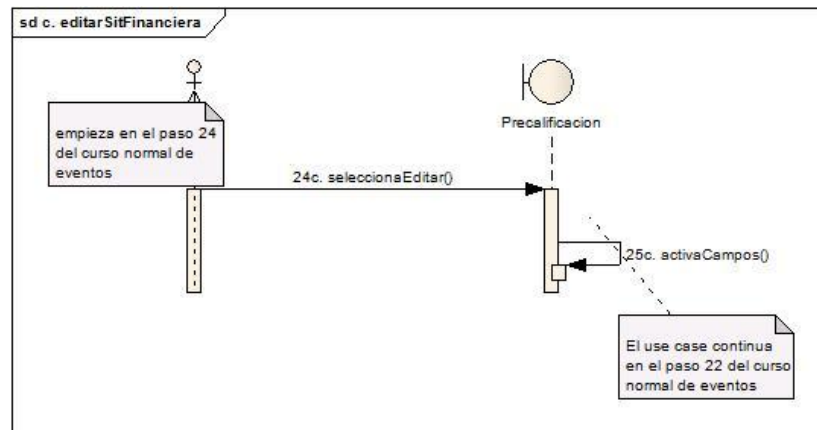 sd c. editarSitFinanciera
empieza en el paso 24
del curso normal de
eventos
Precalificacion
24c. seleccionaEditar()
25c. activaCampos()
El use case continua
en el paso 22 del curso
normal de eventos